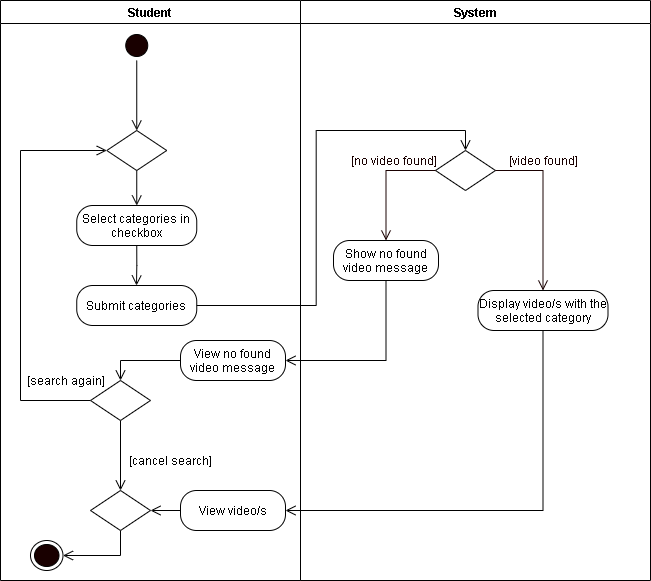 Student
System
[no video found]
[video found]
Select categories in
checkbox
Show no found
video message
Submit categories
Display video/s with the
selected category
View no found
video message
[search again]
[cancel search]
View video/s